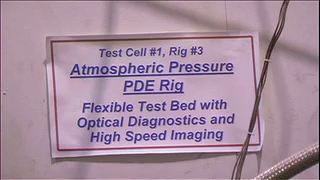 Test Cell #1, Rig #3
Atmospheric Pressure
PDE Rig
Flexible Test Bed with
Optical Diagnostics and
High Speed Imaging